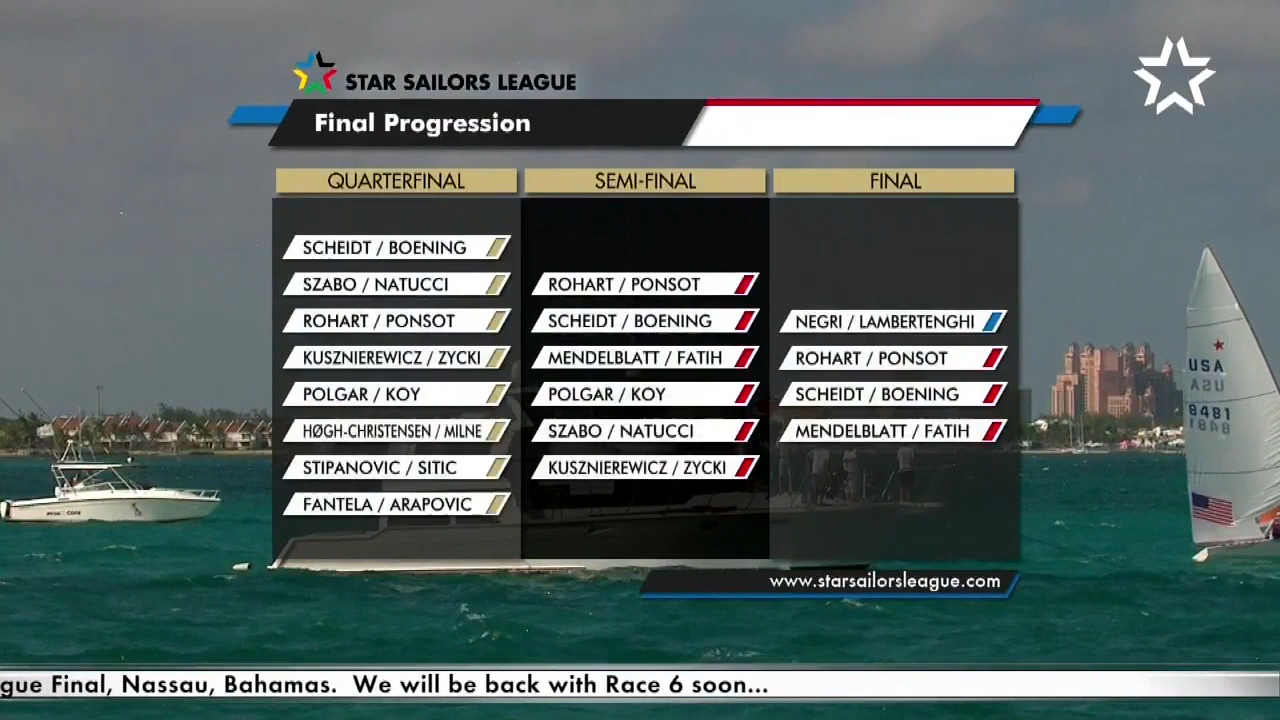 STAR SAILORS LEAGUE
Final Progression
QUARTERFINAL
SCHEIDT / BOENING
SZABO / NATUCCI
ROHART / PONSOT
KUSZNIEREWICZ / ZYCKI
POLGAR / KOY
HØGH-CHRISTENSEN / MILNE
STIPANOVIC / SITIC
FANTELA / ARAPOVIC
SEMI-FINAL
ROHART / PONSOT
SCHEIDT / BOENING
MENDELBLATT / FATIH
POLGAR / KOY
SZABO / NATUCCI
KUSZNIEREWICZ / ZYCKI
FINAL
NEGRI / LAMBERTENGHI
ROHART / PONSOT
SCHEIDT / BOENING
MENDELBLATT / FATIH
USA
USA
8481
8481
www.starsailorsleague.com
gue Final, Nassau, Bahamas. We will be back with Race 6 soon...